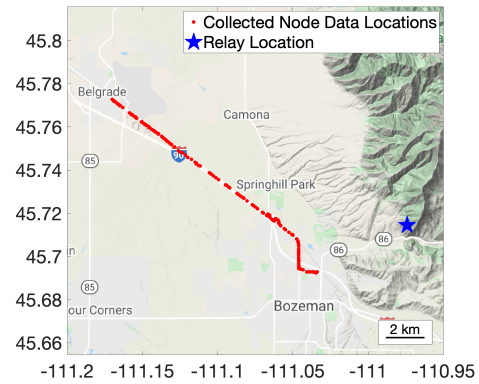 Collected Node Data Locations
Relay Location
45.8
45.78
45.76
45.74
45.72
45.7
45.68
45.66
Belgrade
Camona
90
85
Springhill Park
86
86
n
85
our Corners
Bozeman
2 km
-111.2
-111.15
-111.1
-111.05
-111
-110.95